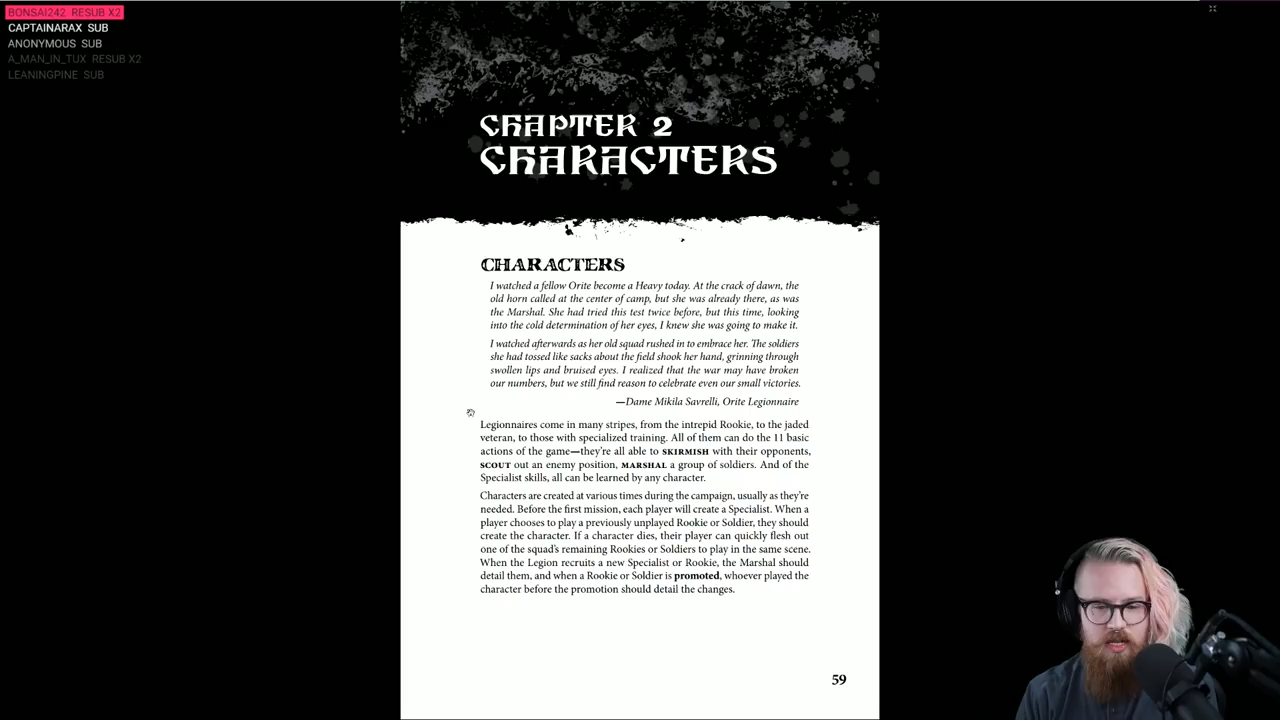 BONSAI242 RESUB X2
CAPTAINARAX SUB
ANONYMOUS SUB
A_MAN_IN_TUX RESUB X2
LEANINGPINE SUB
CHAPTER 2
CHARACTERS
CHARACTERS
I watched a fellow Orite become a Heavy today. At the crack of dawn, the
old horn called at the center of camp, but she was already there, as was
the Marshal. She had tried this test twice before, but this time, looking
into the cold determination of her eyes, I knew she was going to make it.
I watched afterwards as her old squad rushed in to embrace her. The soldiers
she had tossed like sacks about the field shook her hand, grinning through
swollen lips and bruised eyes. I realized that the war may have broken
our numbers, but we still find reason to celebrate even our small victories.
—Dame Mikila Savrelli, Orite Legionnaire
Legionnaires come in many stripes, from the intrepid Rookie, to the jaded
veteran, to those with specialized training. All of them can do the 11 basic
actions of the game—they're all able to SKIRMISH with their opponents,
SCOUT out an enemy position, MARSHAL a group of soldiers. And of the
Specialist skills, all can be learned by any character.
Characters are created at various times during the campaign, usually as they're
needed. Before the first mission, each player will create a Specialist. When a
player chooses to play a previously unplayed Rookie or Soldier, they should
create the character. If a character dies, their player can quickly flesh out
one of the squad's remaining Rookies or Soldiers to play in the same scene.
When the Legion recruits a new Specialist or Rookie, the Marshal should
detail them, and when a Rookie or Soldier is promoted, whoever played the
character before the promotion should detail the changes.
59